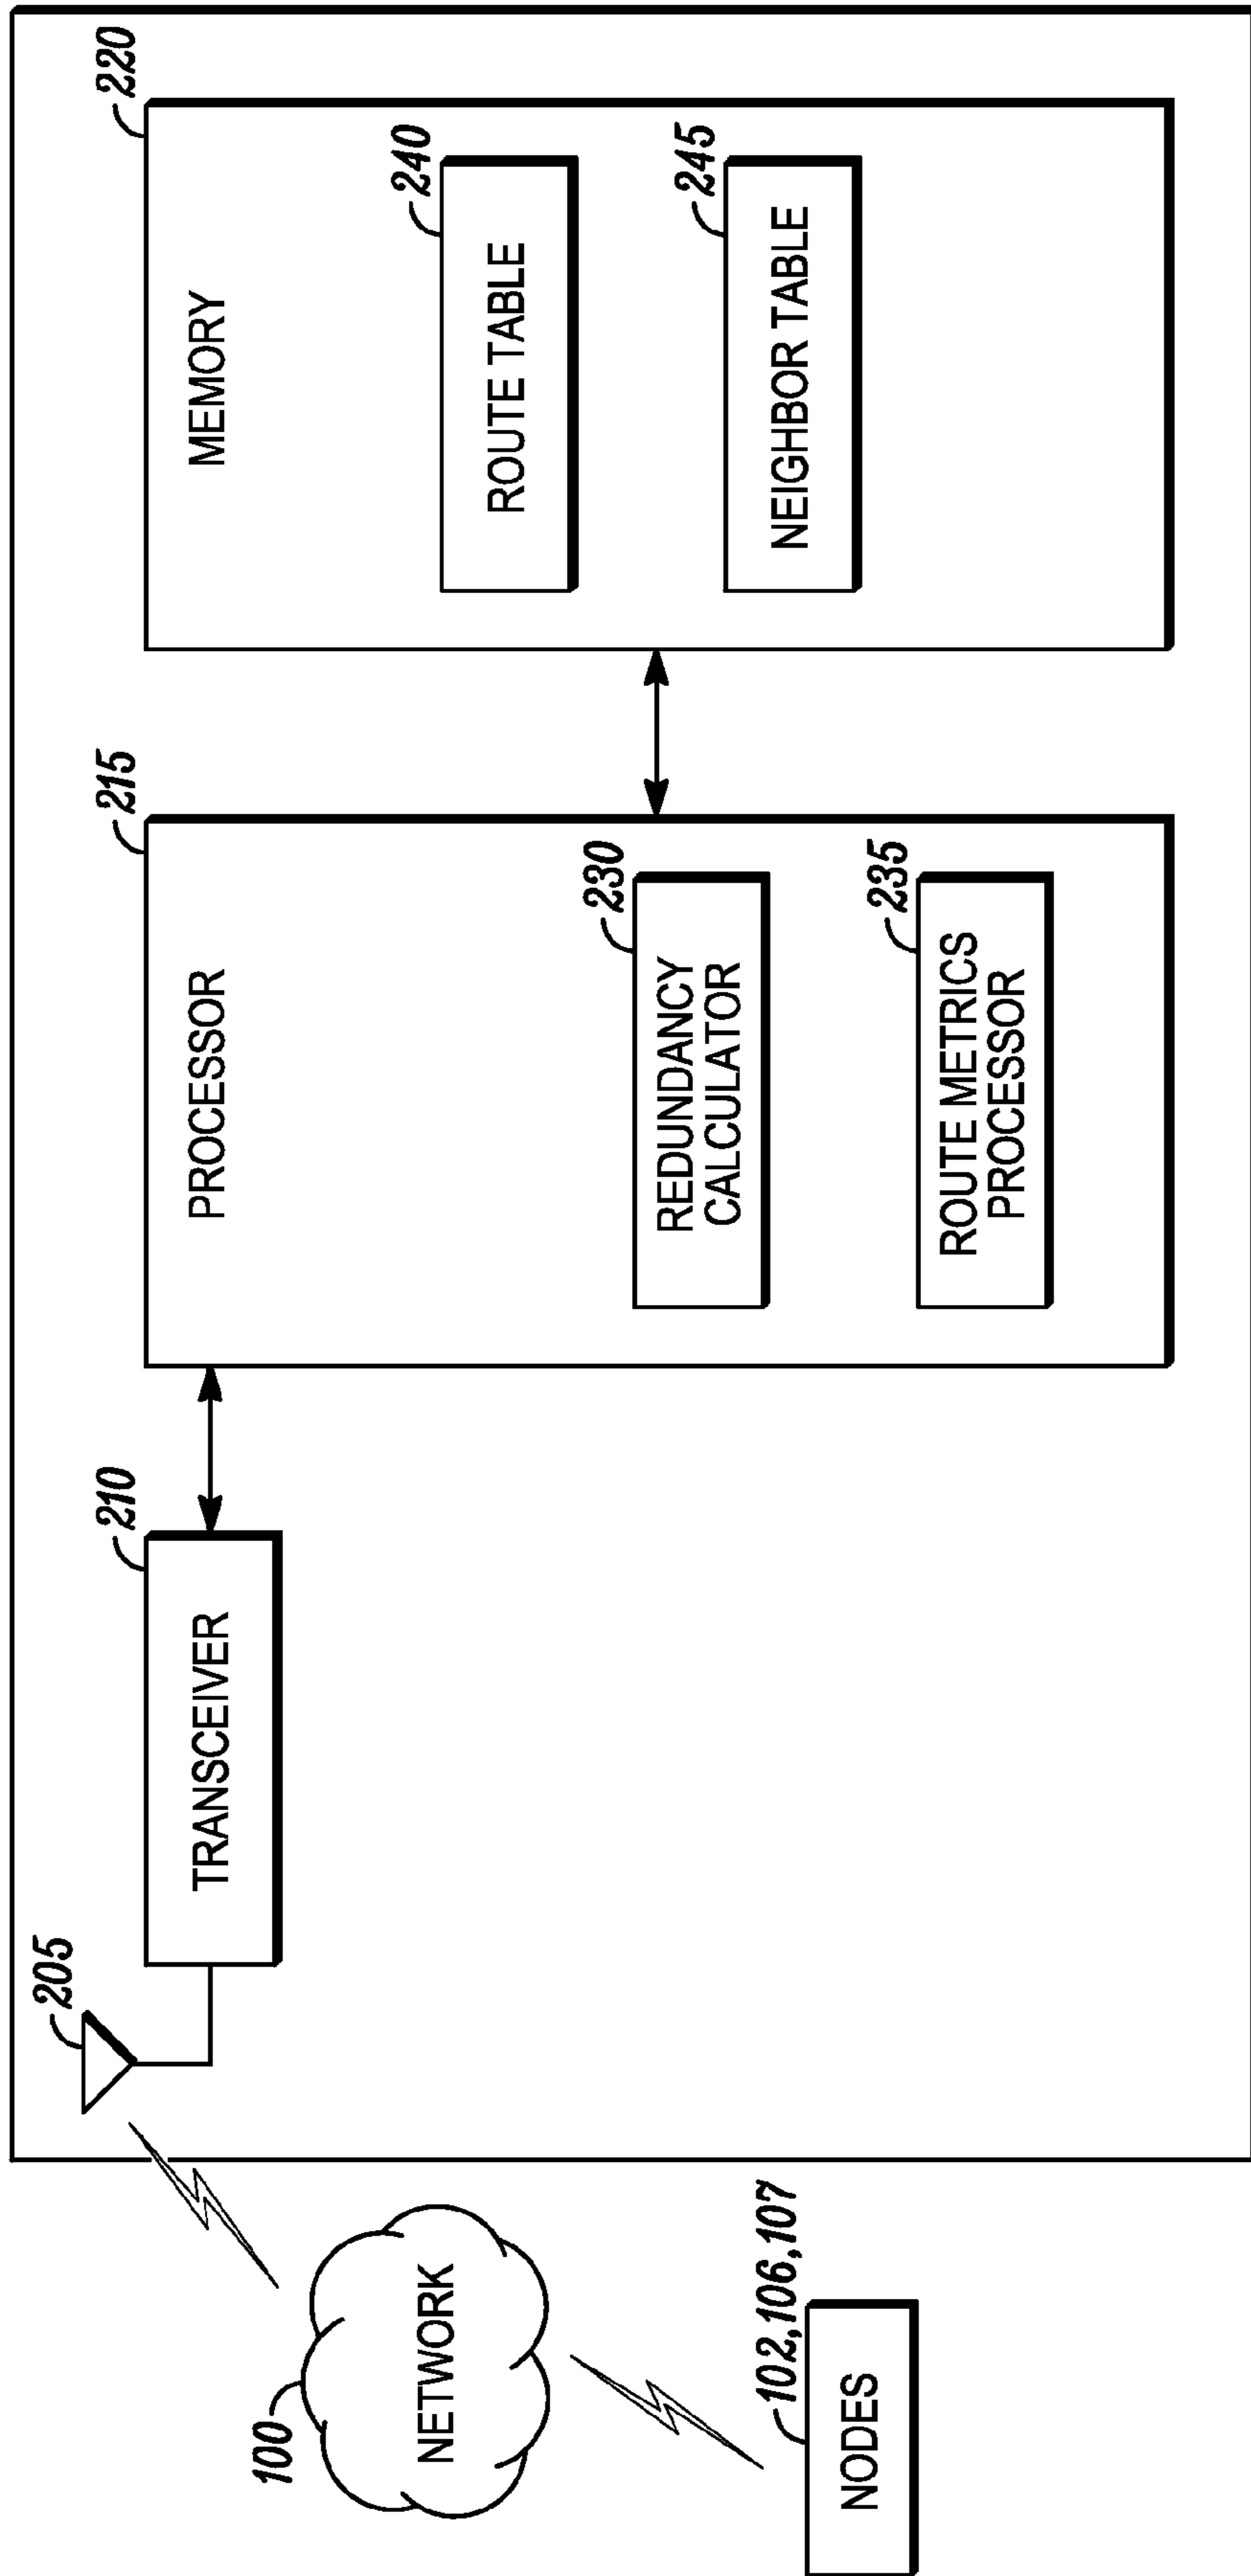 205
210
TRANSCEIVER
215
PROCESSOR
230
REDUNDANCY
CALCULATOR
235
ROUTE METRICS
PROCESSOR
220
MEMORY
240
ROUTE TABLE
245
NEIGHBOR TABLE
100
NETWORK
102,106,107
NODES